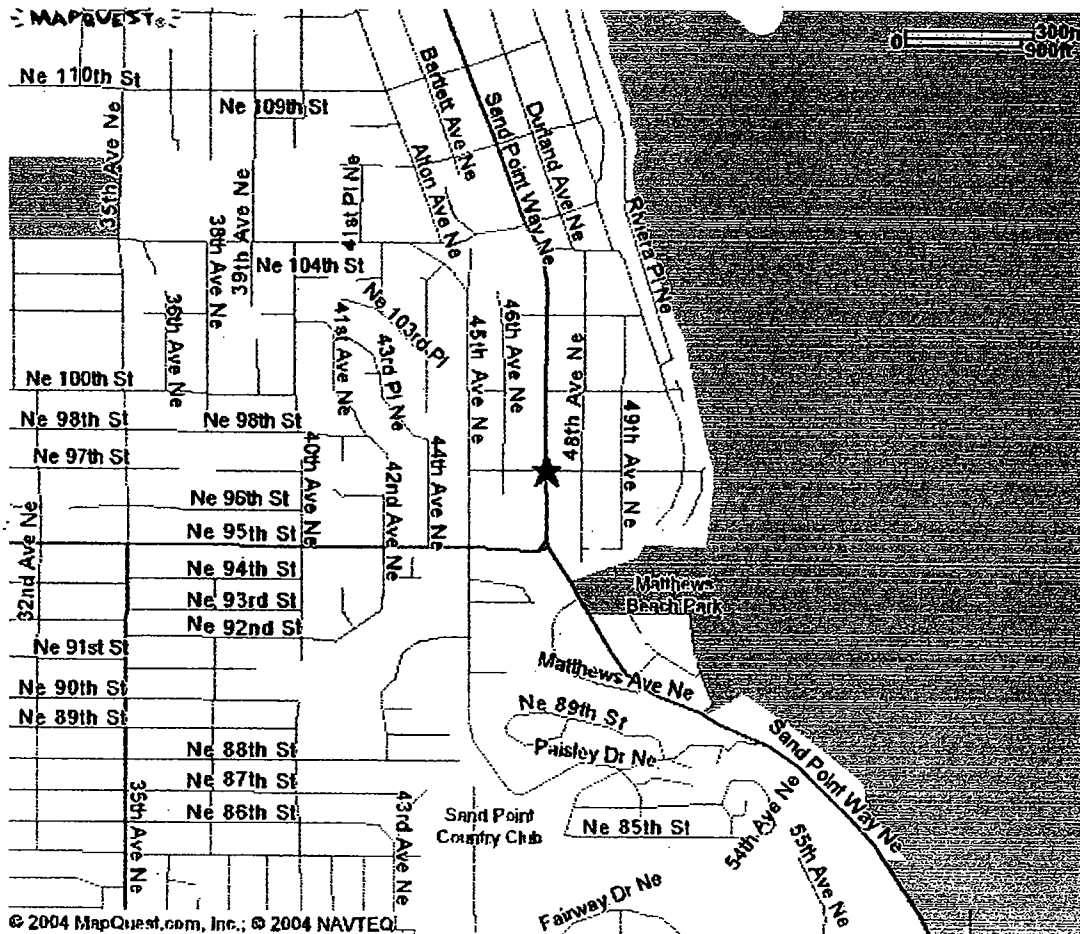 MAPQUEST®
0 300m
900ft
Ne 110th St
Ne 109th St
35th Ave Ne
Bartlett Ave Ne
Sand Point Way Ne
Durland Ave Ne
Alton Ave Ne
41st Pl Ne
39th Ave Ne
38th Ave Ne
Riviera Pl Ne
Ne 104th St
36th Ave Ne
Ne 103rd Pl
41st Ave Ne
43rd Pl Ne
45th Ave Ne
46th Ave Ne
48th Ave Ne
Ne 100th St
49th Ave Ne
Ne 98th St
Ne 98th St
40th Ave Ne
44th Ave Ne
Ne 97th St
42nd Ave Ne
Ne 96th St
32nd Ave Ne
Ne 95th St
Ne 94th St
Ne 93rd St
Ne 92nd St
Matthews
Beach Park
Ne 91st St
Matthews Ave Ne
Ne 90th St
Ne 89th St
Ne 89th St
Ne 88th St
Paisley Dr Ne
Sand Point Way Ne
Ne 87th St
35th Ave Ne
Ne 86th St
43rd Ave Ne
Sand Point
Country Club
Ne 85th St
54th Ave Ne
55th Ave Ne
Fairway Dr Ne
© 2004 MapQuest.com, Inc.; © 2004 NAVTEQ